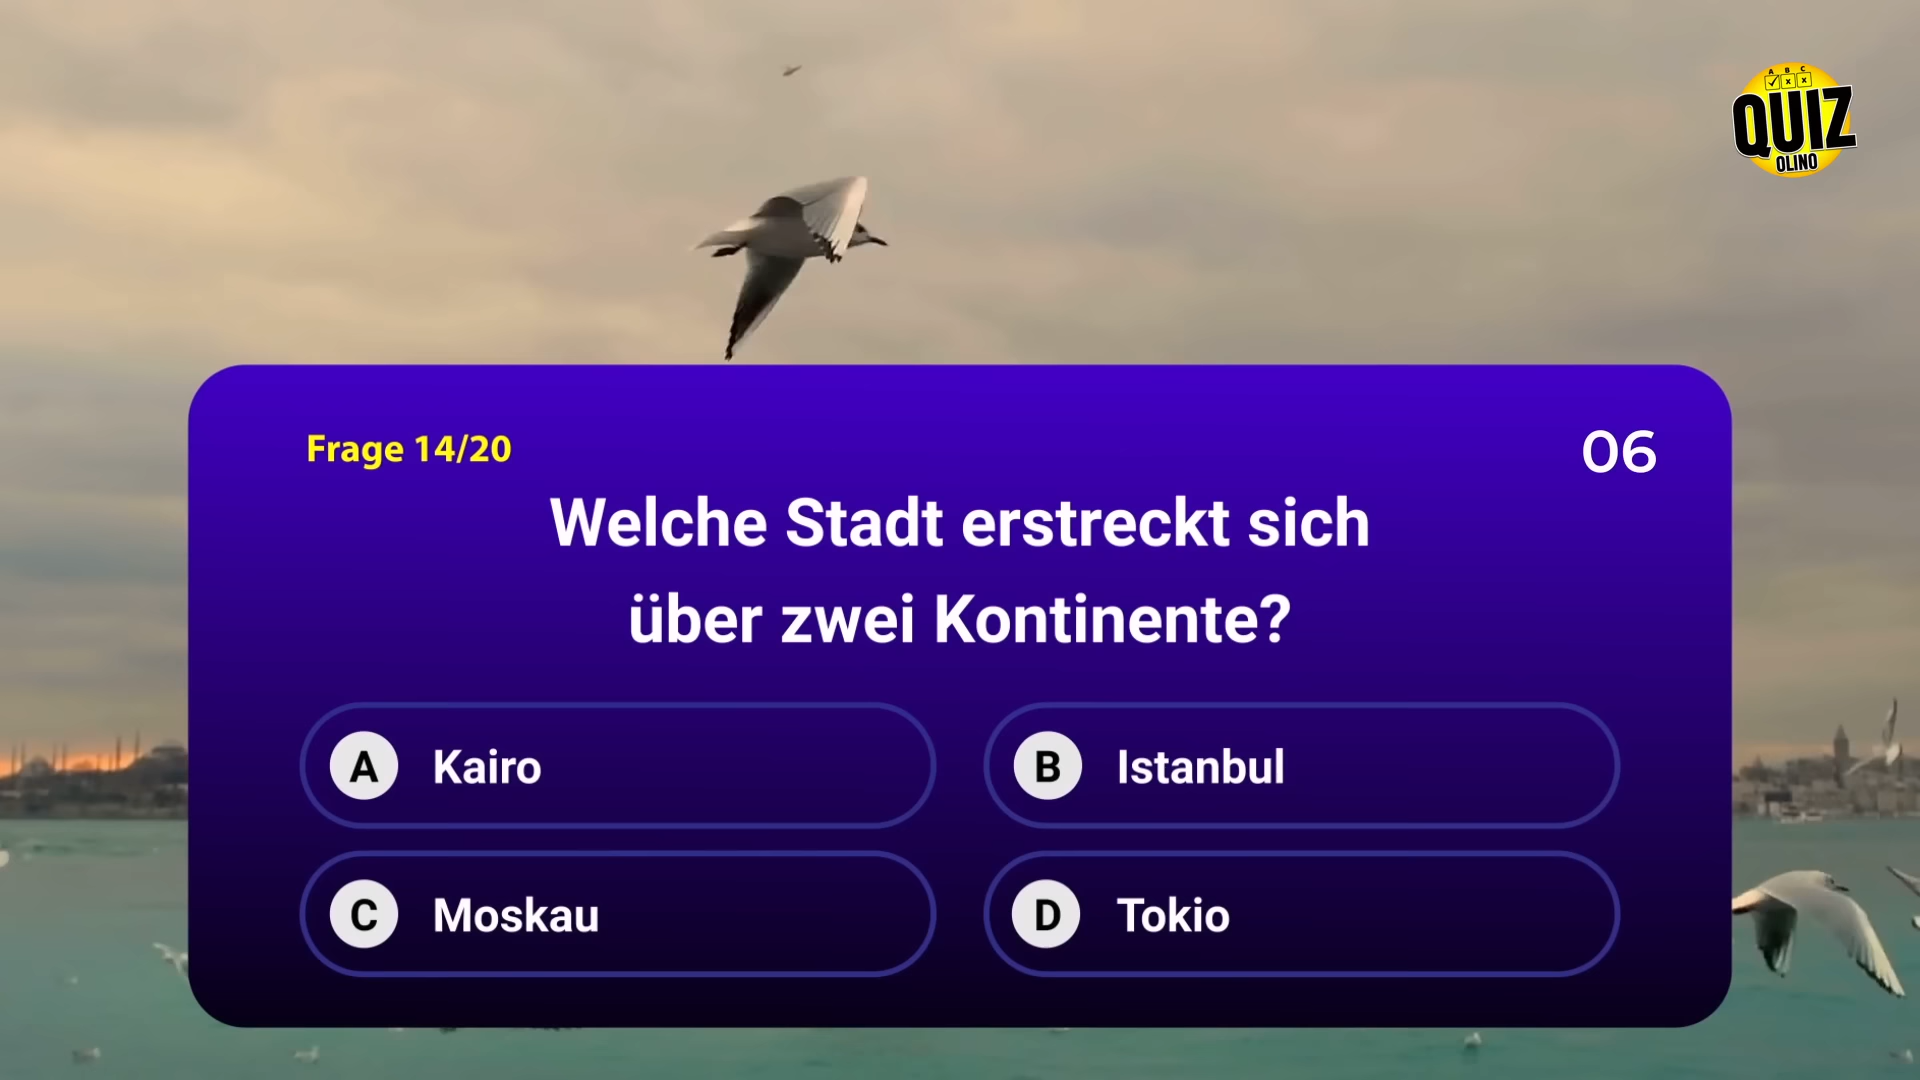 A B C
QUIZ
OLINO
Frage 14/20
06
Welche Stadt erstreckt sich
über zwei Kontinente?
A Kairo
B Istanbul
C Moskau
D Tokio